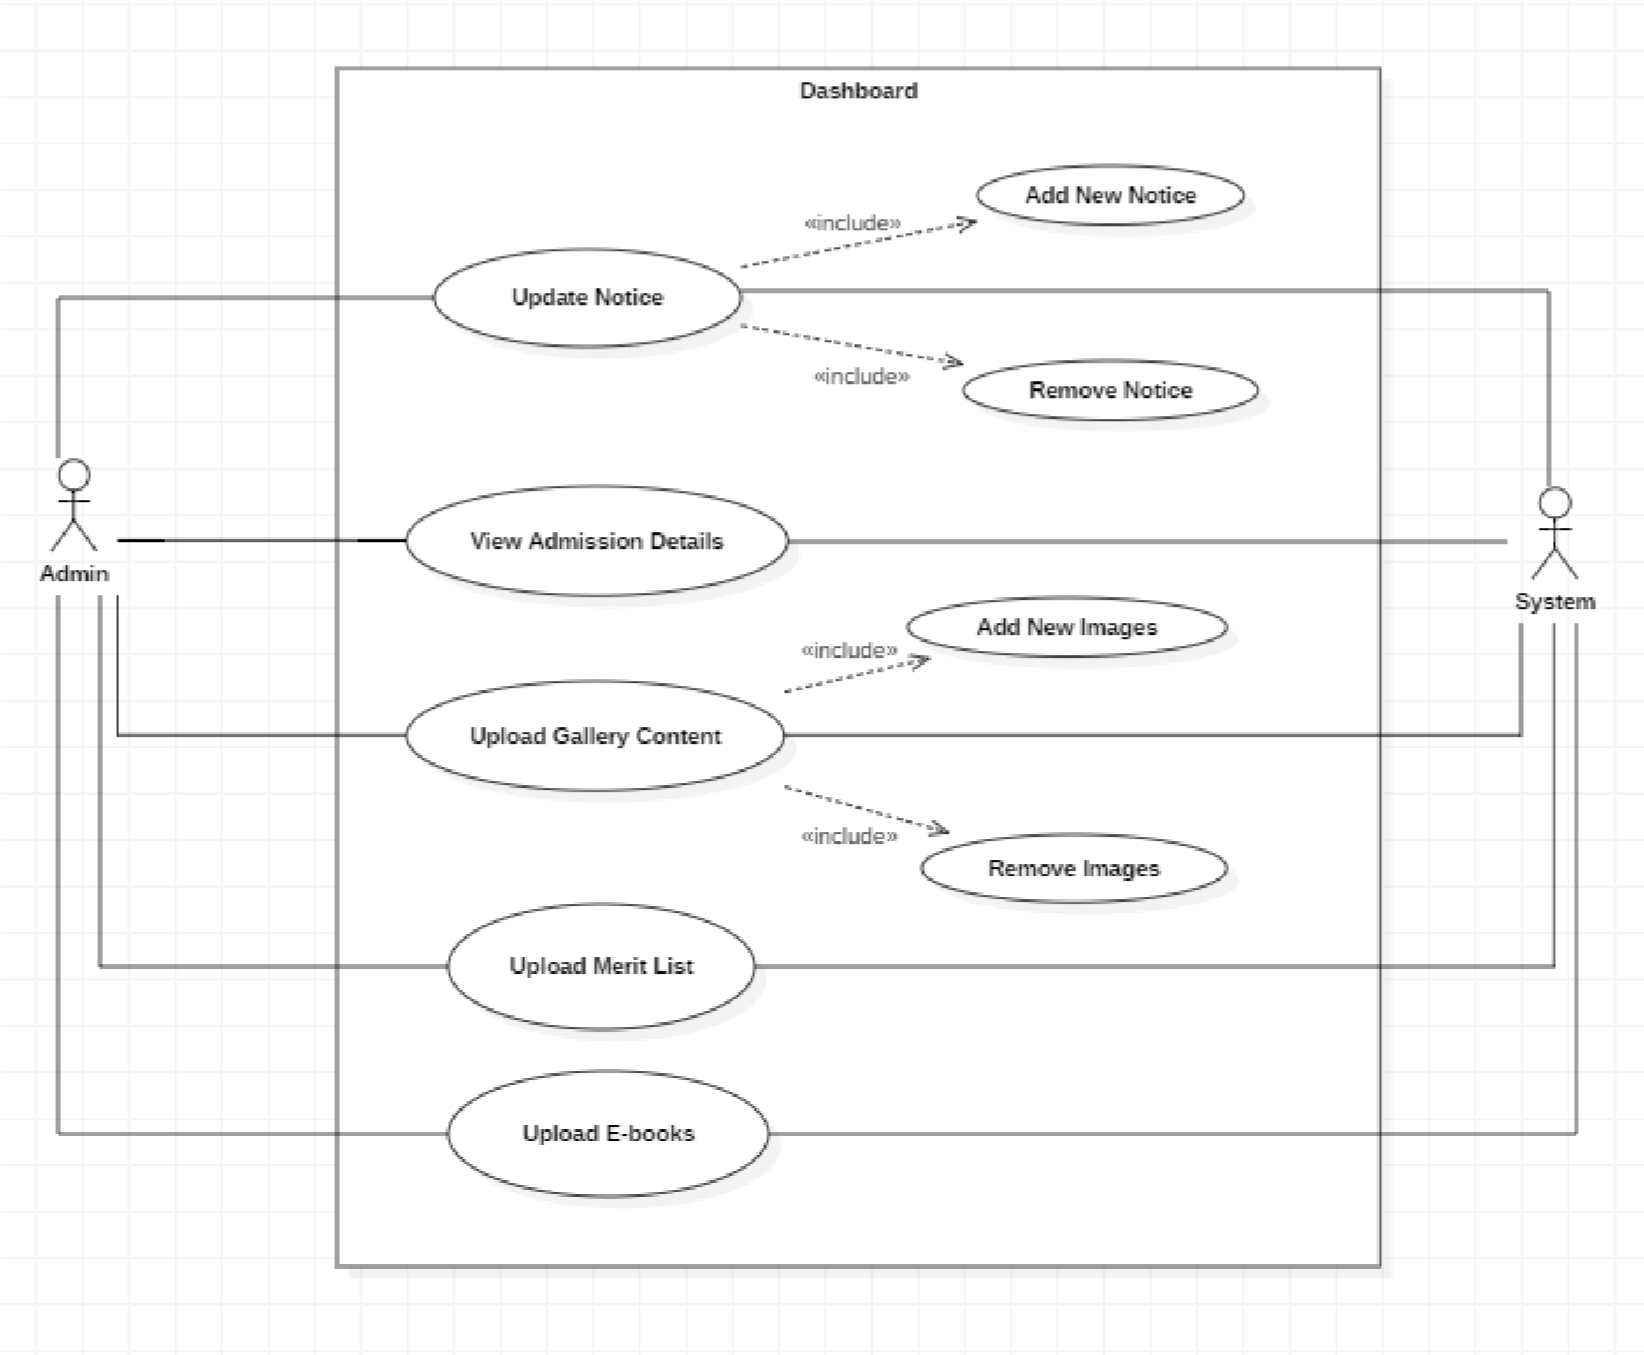 Dashboard
Add New Notice
«include»
Update Notice
«include»
Remove Notice
View Admission Details
Admin
System
Add New Images
«include»
Upload Gallery Content
«include»
Remove Images
Upload Merit List
Upload E-books